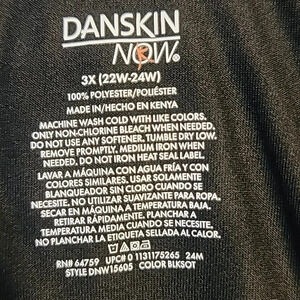 DANSKIN
NOW®
3X (22W-24W)
100% POLYESTER/POLIÉSTER
MADE IN/HECHO EN KENYA
MACHINE WASH COLD WITH LIKE COLORS.
ONLY NON-CHLORINE BLEACH WHEN NEEDED.
DO NOT USE ANY SOFTENER. TUMBLE DRY LOW.
REMOVE PROMPTLY. MEDIUM IRON WHEN
NEEDED. DO NOT IRON HEAT SEAL LABEL.
LAVAR A MÁQUINA CON AGUA FRÍA Y CON
COLORES SIMILARES. USAR SOLAMENTE
BLANQUEADOR SIN CLORO CUANDO SE
NECESITE. NO UTILIZAR SUAVIZANTE PARA ROPA.
SECAR EN MÁQUINA A TEMPERATURA BAJA.
RETIRAR RÁPIDAMENTE. PLANCHAR A
TEMPERATURA MEDIA CUANDO SE NECESITE.
NO PLANCHAR LA ETIQUETA SELLADA AL CALOR.
RN# 64759 UPC# 0 1131175265 24M
STYLE DNW15605 COLOR BLKSOT